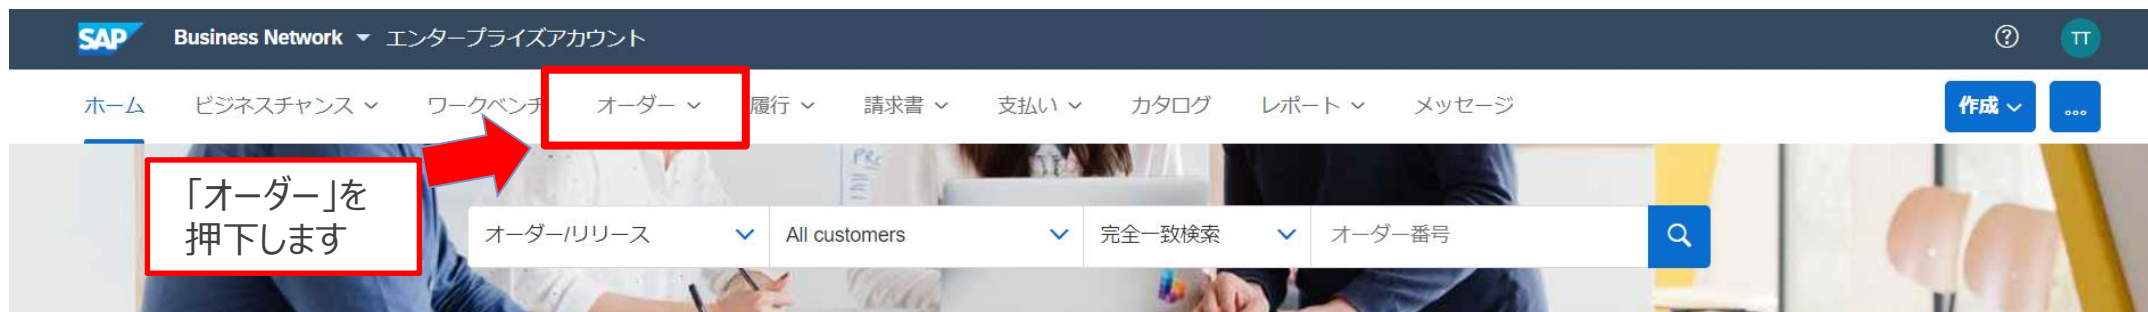 SAP Business Network エンタープライズアカウント ? TT
ホーム ビジネスチャンス ワークベンチ オーダー 履行 請求書 支払い カタログ レポート メッセージ 作成 ...
「オーダー」を
押下します
オーダー/リリース All customers 完全一致検索 オーダー番号